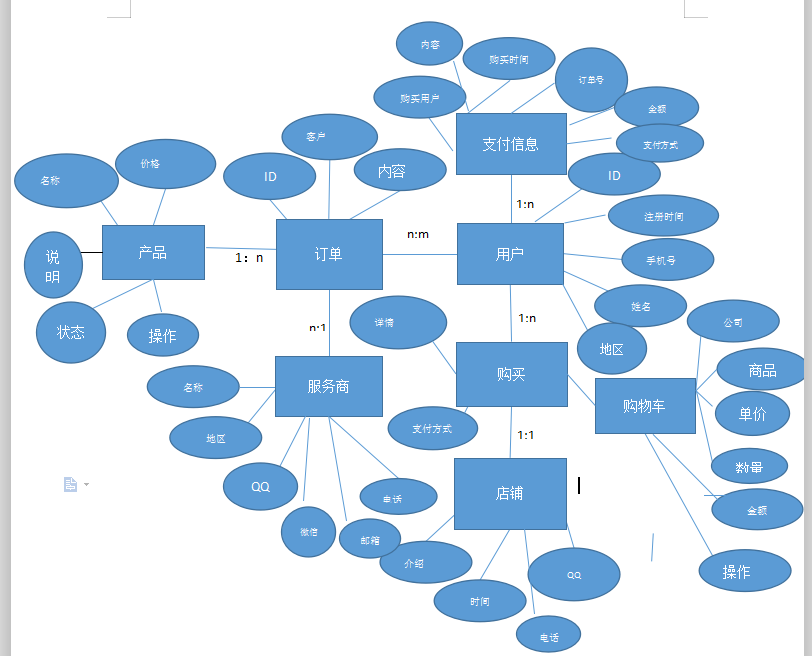 内容
购买时间
订单号
购买用户
金额
支付信息
支付方式
客户
价格
内容
名称
ID
ID
1:n
注册时间
n:m
产品
订单
用户
说
明
1：n
手机号
姓名
1:n
详情
公司
n:1
状态
操作
地区
商品
购买
名称
服务商
购物车
单价
支付方式
1:1
地区
数量
QQ
店铺
电话
金额
微信
邮箱
介绍
操作
QQ
时间
电话